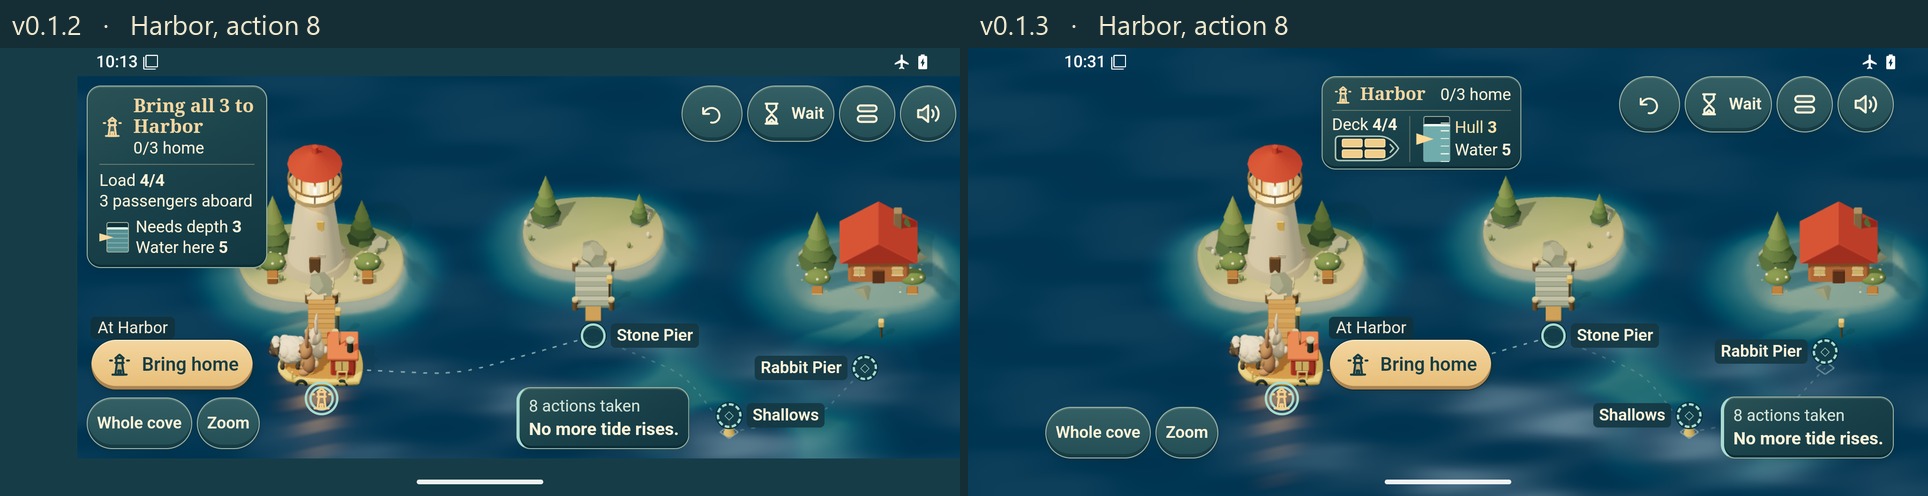 v0.1.2 · Harbor, action 8
10:13
Bring all 3 to
Harbor
0/3 home
Load 4/4
3 passengers aboard
Needs depth 3
Water here 5
Wait
At Harbor
Bring home
Whole cove
Zoom
Stone Pier
Rabbit Pier
Shallows
8 actions taken
No more tide rises.
v0.1.3 · Harbor, action 8
10:31
Harbor 0/3 home
Deck 4/4
Hull 3
Water 5
Wait
At Harbor
Bring home
Stone Pier
Rabbit Pier
Shallows
Whole cove
Zoom
8 actions taken
No more tide rises.